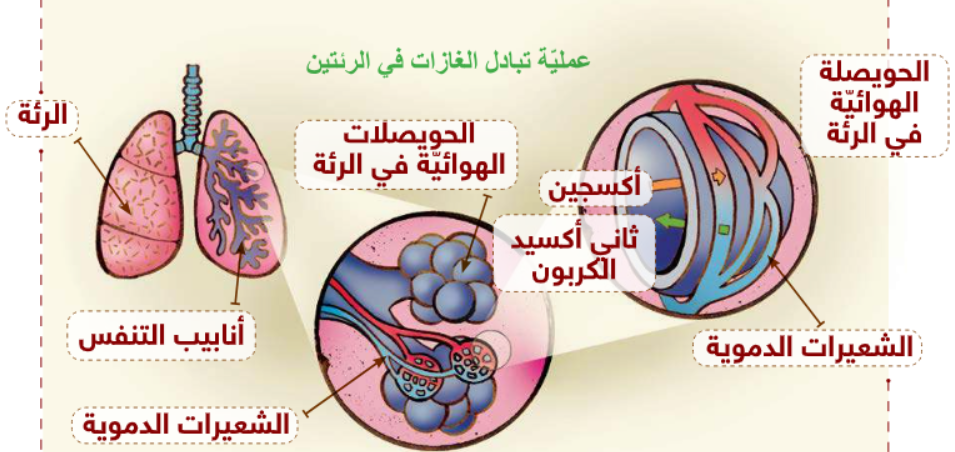 عمليّة تبادل الغازات في الرئتين
الحويصلة
الهوائيّة
في الرئة
الرئة
الحويصلات
الهوائيّة في الرئة
أكسجين
ثاني أكسيد
الكربون
أنابيب التنفس
الشعيرات الدموية
الشعيرات الدموية